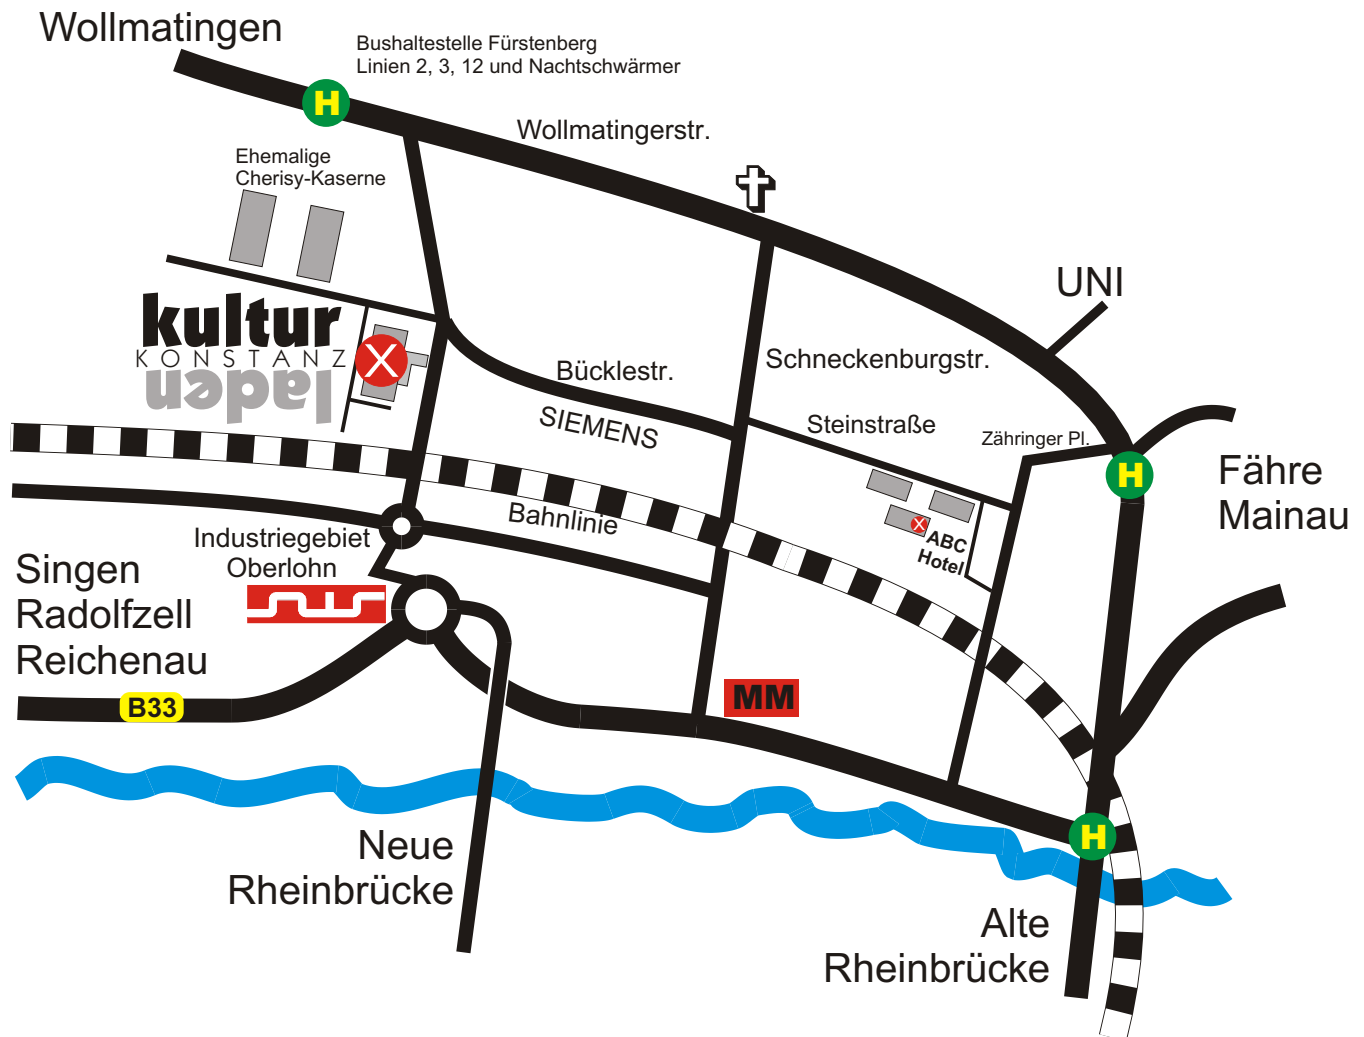 Wollmatingen
Bushaltestelle Fürstenberg
Linien 2, 3, 12 und Nachtschwärmer
H
Wollmatingerstr.
Ehemalige
Cherisy-Kaserne
UNI
kultur
KONSTANZ
laden
X
Bücklestr.
Schneckenburgstr.
SIEMENS
Steinstraße
Zähringer Pl.
H
Fähre
Mainau
Bahnlinie
X
ABC
Hotel
Industriegebiet
Oberlohn
Singen
Radolfzell
Reichenau
B33
MM
H
Neue
Rheinbrücke
Alte
Rheinbrücke